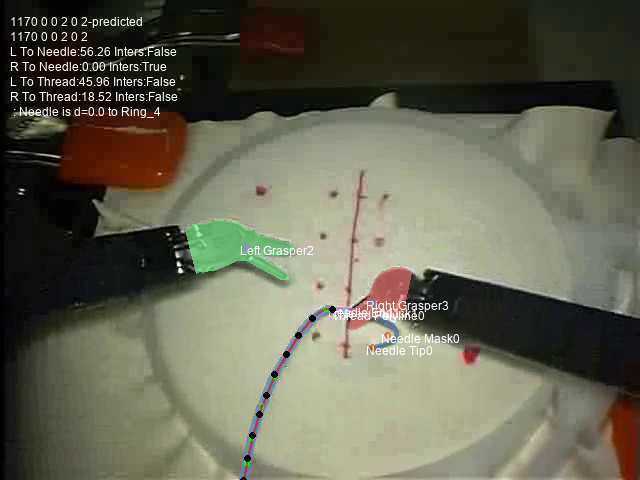 1170 0 0 2 0 2-predicted
1170 0 0 2 0 2
L To Needle:56.26 Inters:False
R To Needle:0.00 Inters:True
L To Thread:45.96 Inters:False
R To Thread:18.52 Inters:False
: Needle is d=0.0 to Ring_4
Left Grasper2
Right Grasper3
Thread Polyline0
Needle Mask0
Needle Tip0